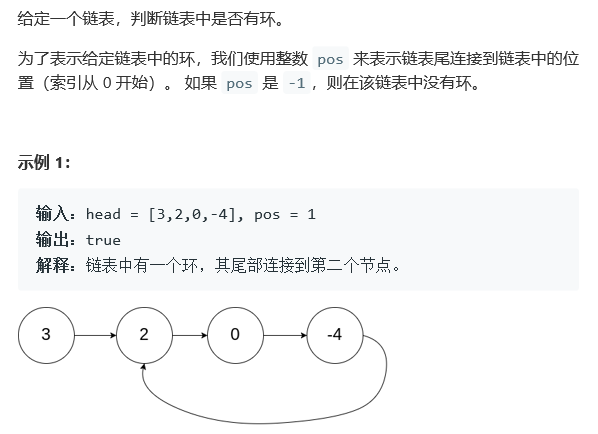 给定一个链表，判断链表中是否有环。
为了表示给定链表中的环，我们使用整数 pos 来表示链表尾连接到链表中的位
置（索引从 0 开始）。 如果 pos 是 -1，则在该链表中没有环。
示例 1：
输入：head = [3,2,0,-4], pos = 1
输出：true
解释：链表中有一个环，其尾部连接到第二个节点。
3 2 0 -4